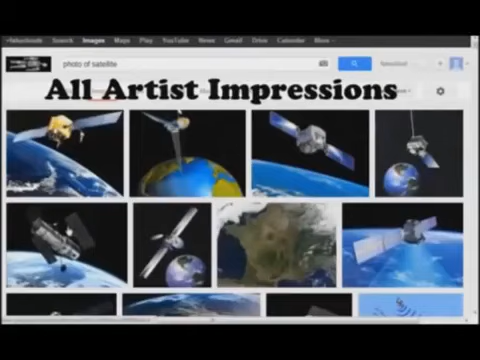 Search Images Maps Play YouTube News Gmail Drive Calendar More
photo of satellite
All Artist Impressions